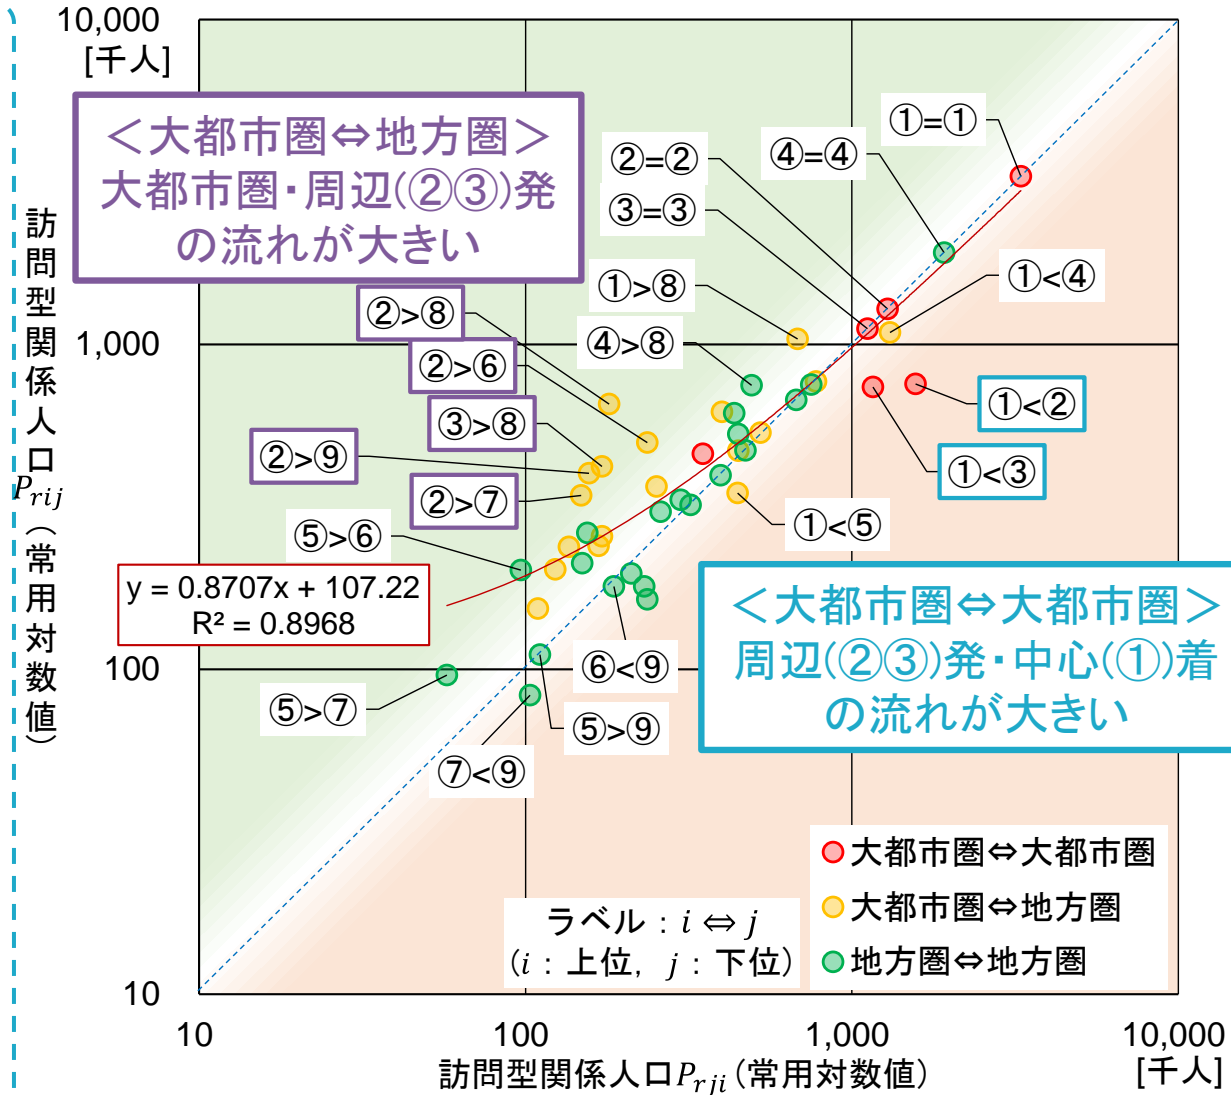 10,000
[千人]
＜大都市圏⇔地方圏＞
大都市圏・周辺(②③)発
の流れが大きい
①=①
②=②
④=④
③=③
①>⑧
①<④
②>⑧
④>⑧
1,000
②>⑥
①<②
③>⑧
②>⑨
①<③
②>⑦
①<⑤
⑤>⑥
訪問型関係人口P_{rij}(常用対数値)
y = 0.8707x + 107.22
R² = 0.8968
＜大都市圏⇔大都市圏＞
周辺(②③)発・中心(①)着
の流れが大きい
100
⑥<⑨
⑤>⑦
⑤>⑨
⑦<⑨
大都市圏⇔大都市圏
大都市圏⇔地方圏
地方圏⇔地方圏
ラベル：i ⇔ j
(i：上位，j：下位)
10
10
100
1,000
10,000
訪問型関係人口P_{rji}(常用対数値)
[千人]